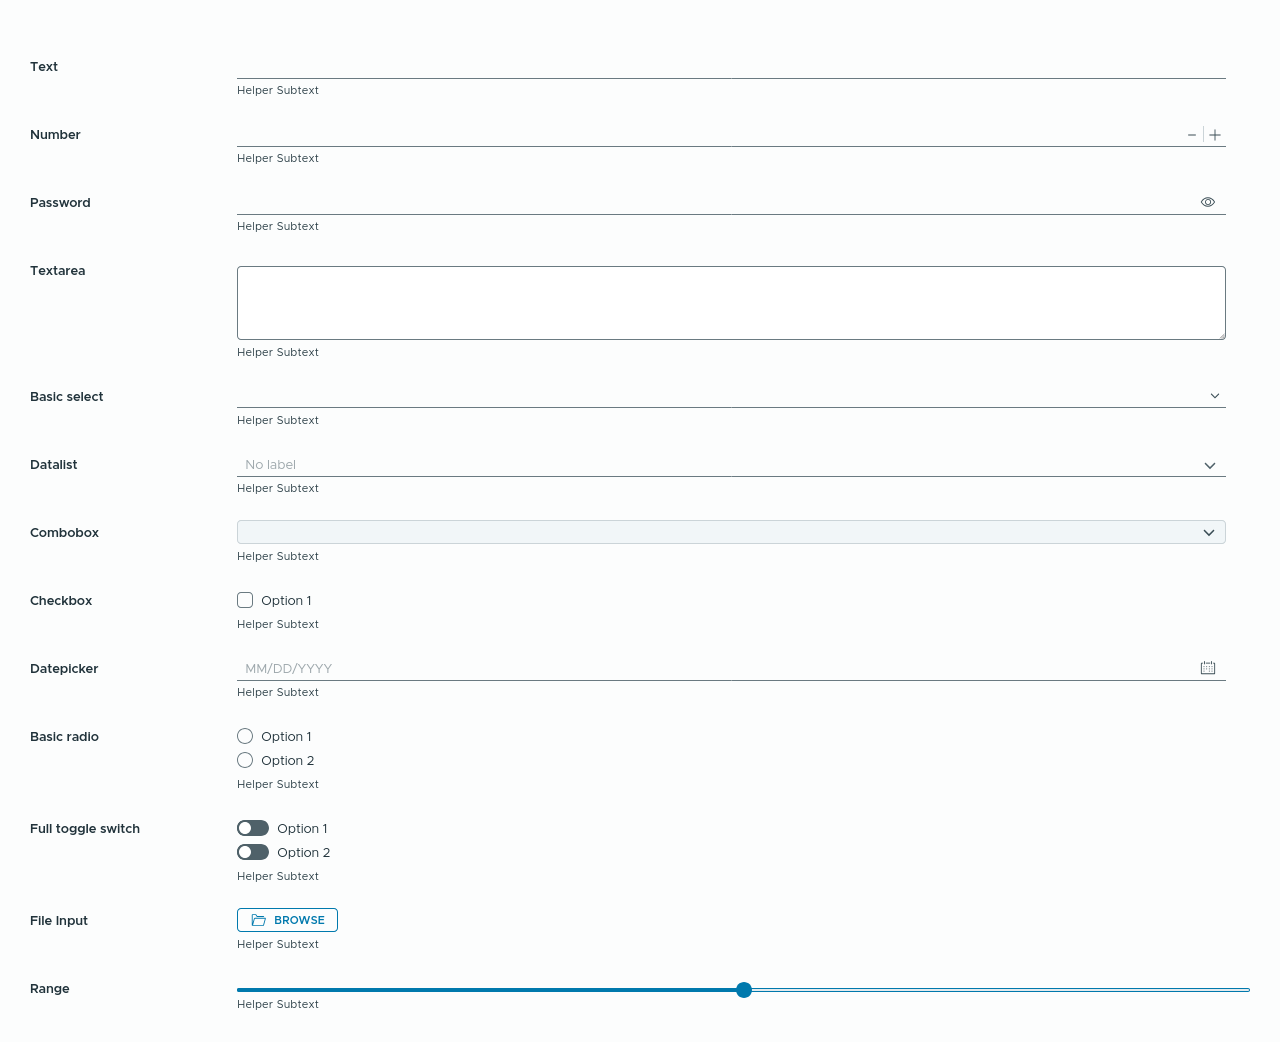 Text
Helper Subtext
Number
Helper Subtext
Password
Helper Subtext
Textarea
Helper Subtext
Basic select
Helper Subtext
Datalist
No label
Helper Subtext
Combobox
Helper Subtext
Checkbox
Option 1
Helper Subtext
Datepicker
MM/DD/YYYY
Helper Subtext
Basic radio
Option 1
Option 2
Helper Subtext
Full toggle switch
Option 1
Option 2
Helper Subtext
File Input
BROWSE
Helper Subtext
Range
Helper Subtext